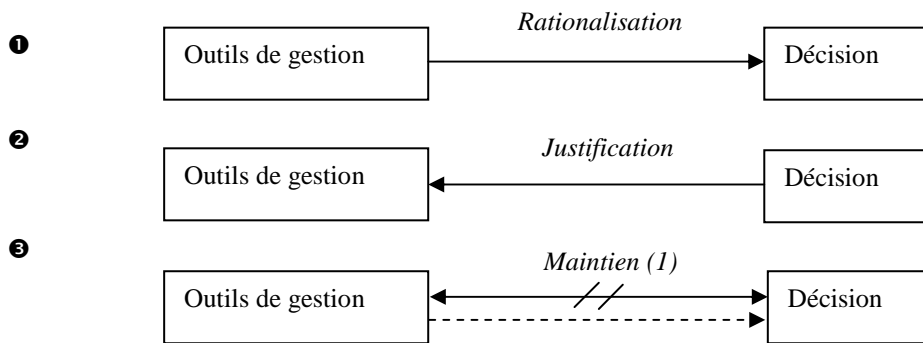 Rationalisation
❶ Outils de gestion Décision
❷ Justification
Outils de gestion Décision
❸ Maintien (1)
Outils de gestion Décision